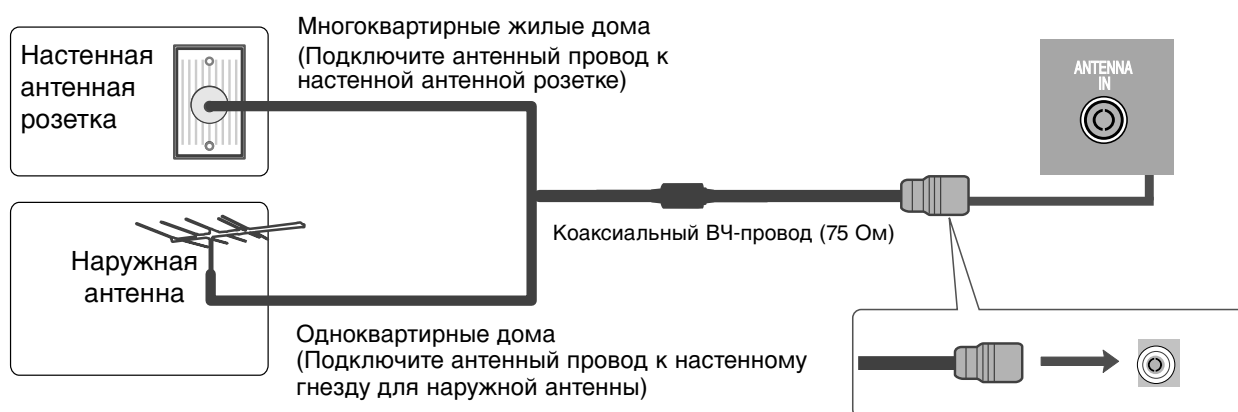 Настенная
антенная
розетка
Многоквартирные жилые дома
(Подключите антенный провод к
настенной антенной розетке)
ANTENNA
IN
Коаксиальный ВЧ-провод (75 Ом)
Наружная
антенна
Одноквартирные дома
(Подключите антенный провод к настенному
гнезду для наружной антенны)